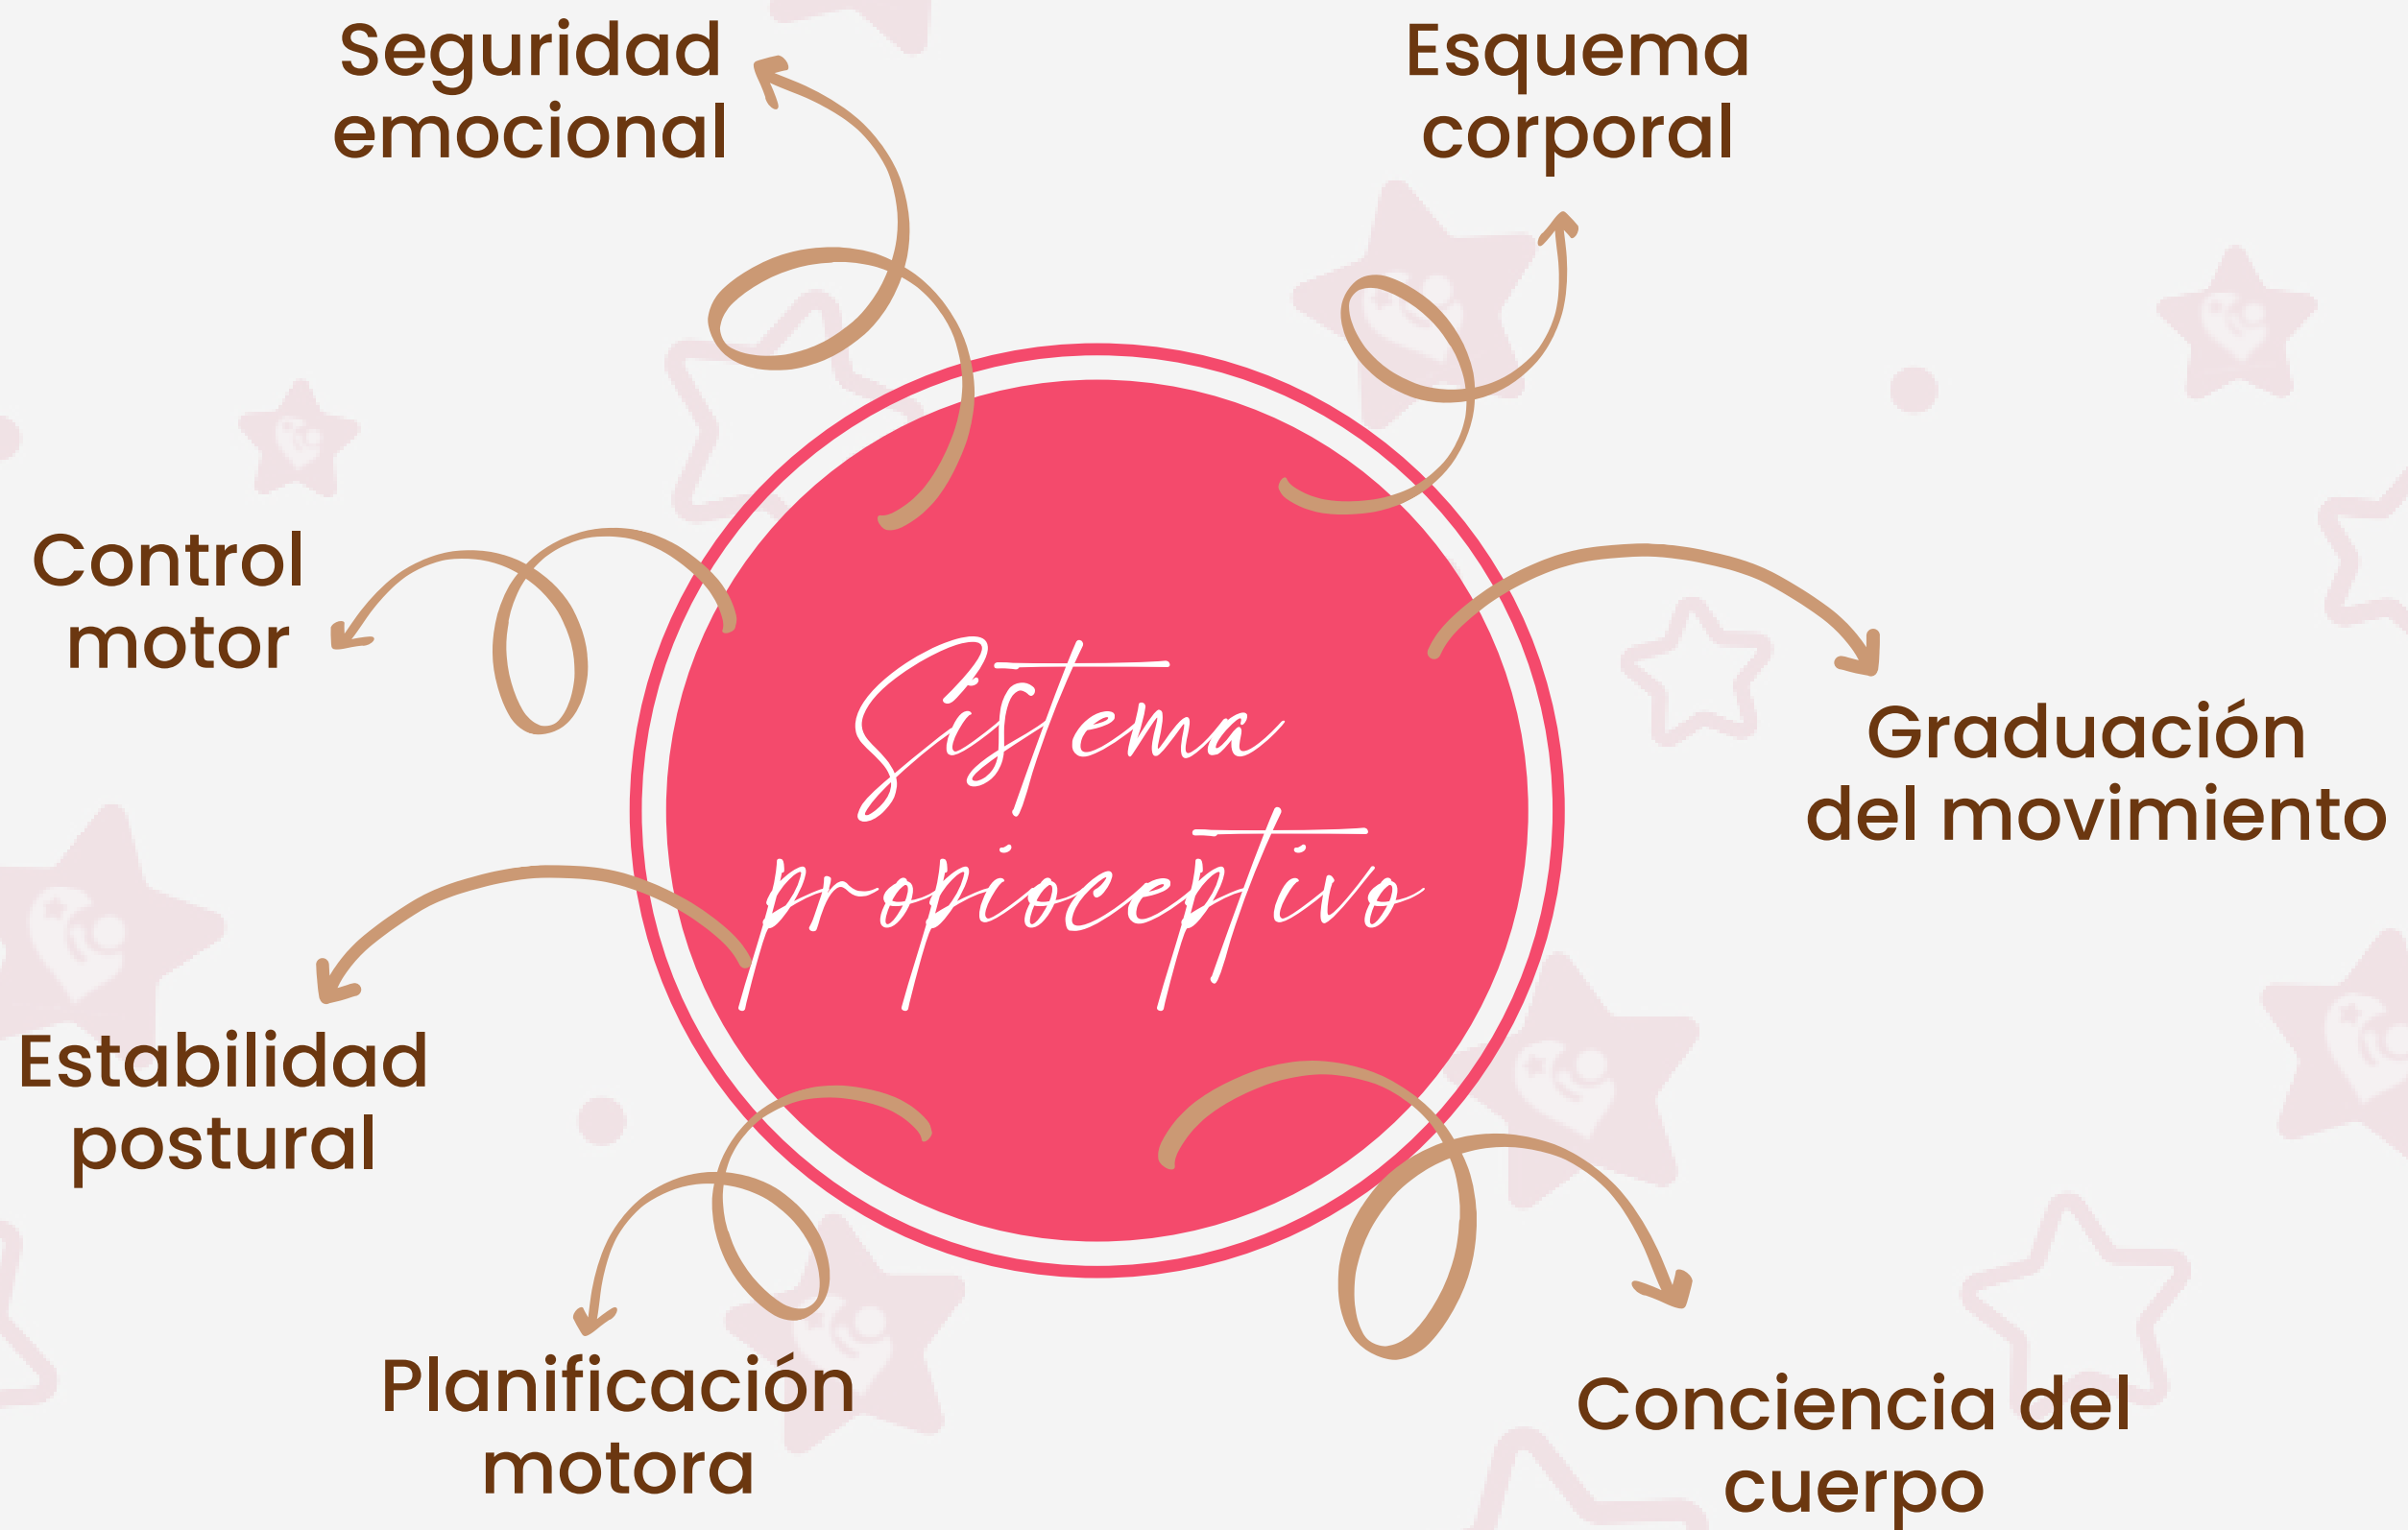 Seguridad
emocional
Esquema
corporal
Control
motor
Sistema
propioceptivo
Graduación
del movimiento
Estabilidad
postural
Planificación
motora
Conciencia del
cuerpo